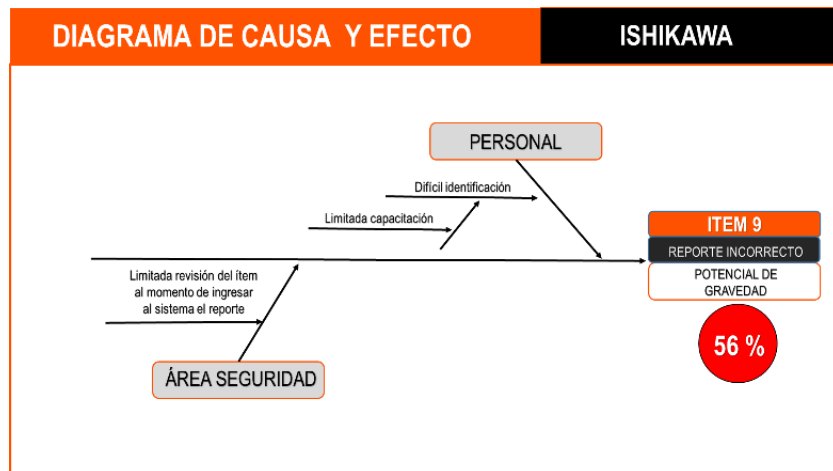 DIAGRAMA DE CAUSA Y EFECTO
ISHIKAWA
PERSONAL
Difícil identificación
Limitada capacitación
ITEM 9
REPORTE INCORRECTO
POTENCIAL DE
GRAVEDAD
56 %
Limitada revisión del ítem
al momento de ingresar
al sistema el reporte
ÁREA SEGURIDAD